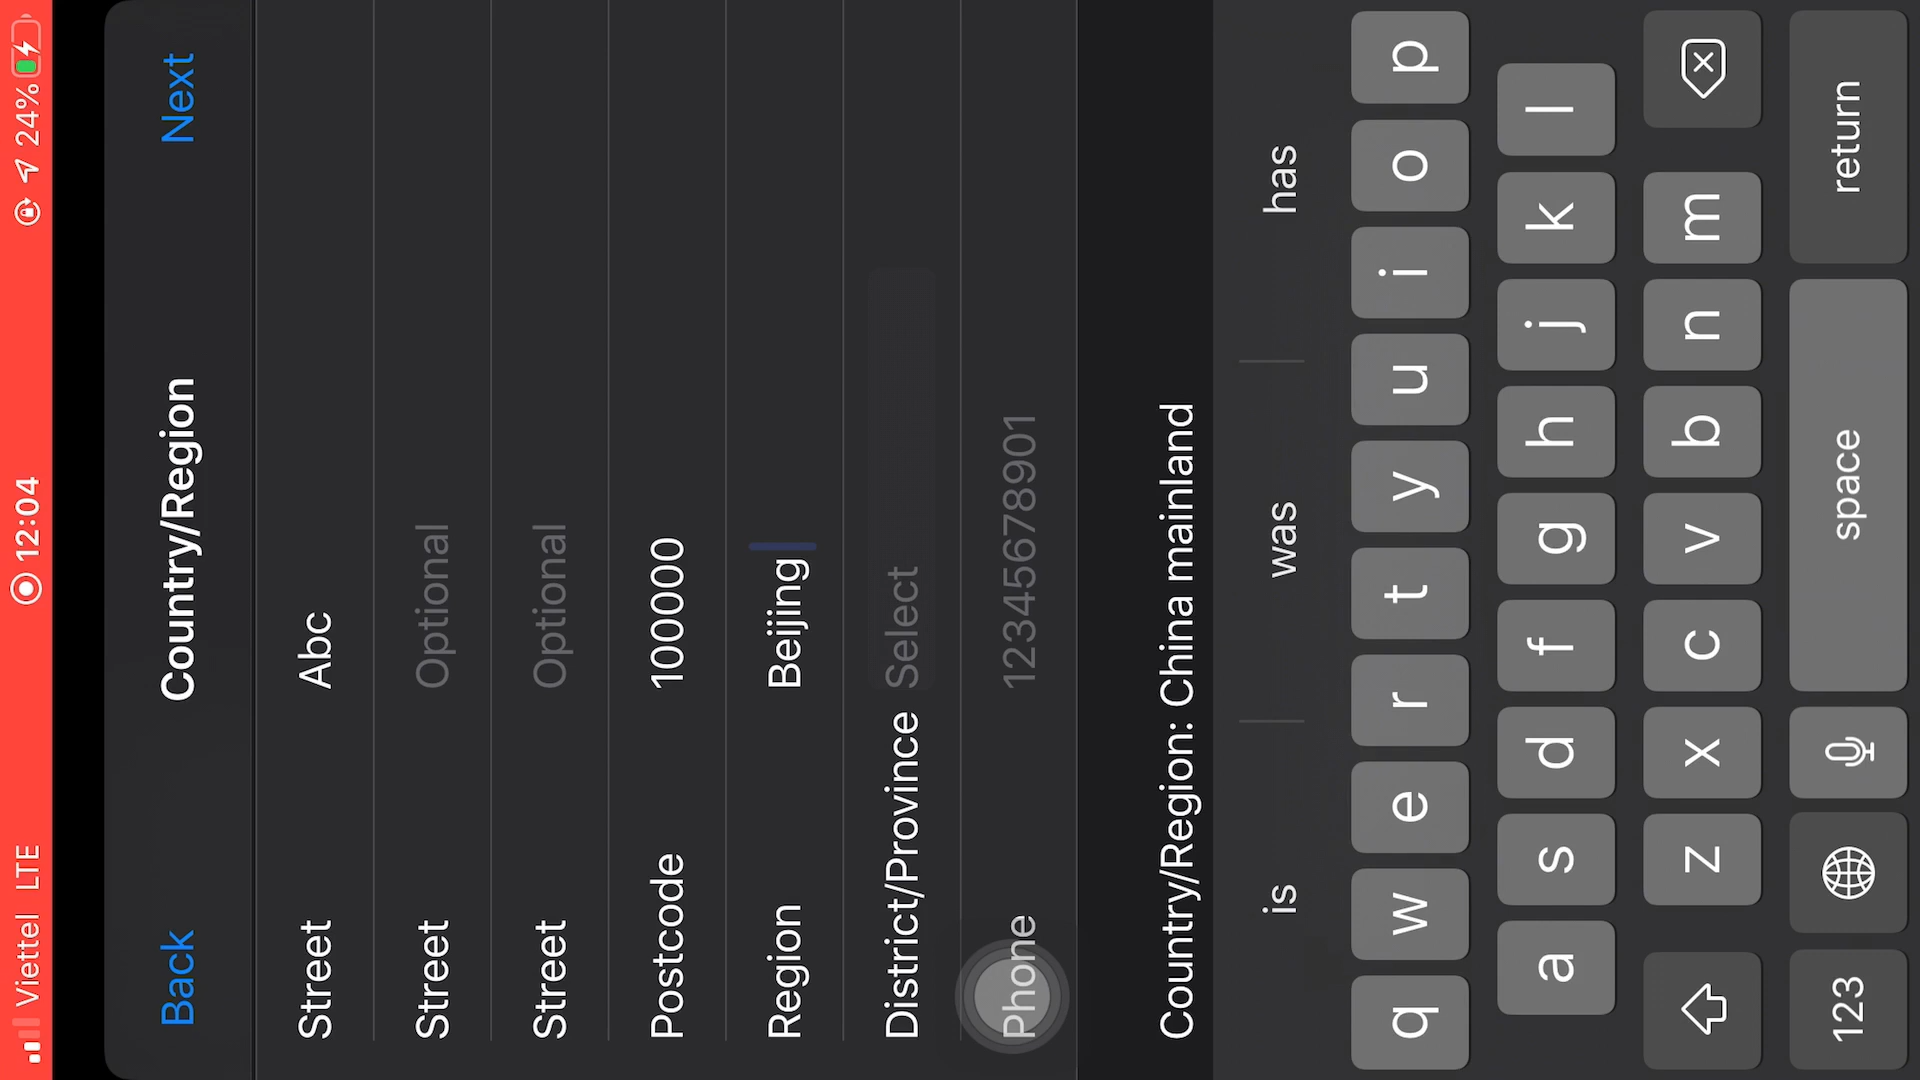 Viettel LTE 12:04 24%
Back Country/Region Next
Street Abc
Street Optional
Street Optional
Postcode 100000
Region Beijing
District/Province Select
Phone 12345678901
Country/Region: China mainland
is was has
q w e r t y u i o p
a s d f g h j k l
z x c v b n m
123 space return